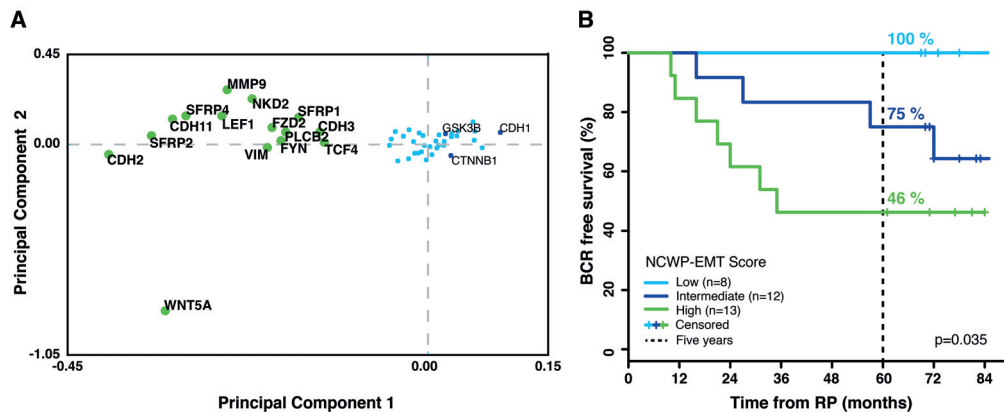 A
0.45
0.00
-1.05
-0.45
0.00
0.15
Principal Component 2
Principal Component 1
MMP9
NKD2
SFRP4
SFRP1
CDH11
LEF1
FZD2
CDH3
SFRP2
PLCB2
CDH2
VIM
FYN
TCF4
GSK3B
CDH1
CTNNB1
WNT5A
B
100
80
60
40
20
0
BCR free survival (%)
100 %
75 %
46 %
NCWP-EMT Score
Low (n=8)
Intermediate (n=12)
High (n=13)
Censored
Five years
p=0.035
0 12 24 36 48 60 72 84
Time from RP (months)